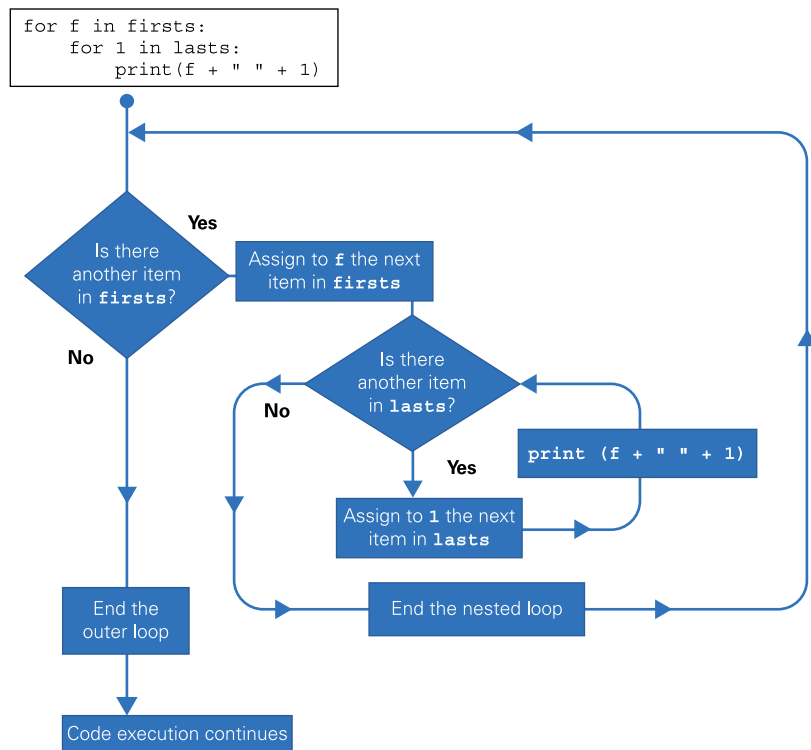 for f in firsts:
    for 1 in lasts:
        print(f + " " + 1)
Yes
Is there
another item
in firsts?
Assign to f the next
item in firsts
No
Is there
another item
in lasts?
No
Yes
print (f + " " + 1)
Assign to 1 the next
item in lasts
End the
outer loop
End the nested loop
Code execution continues